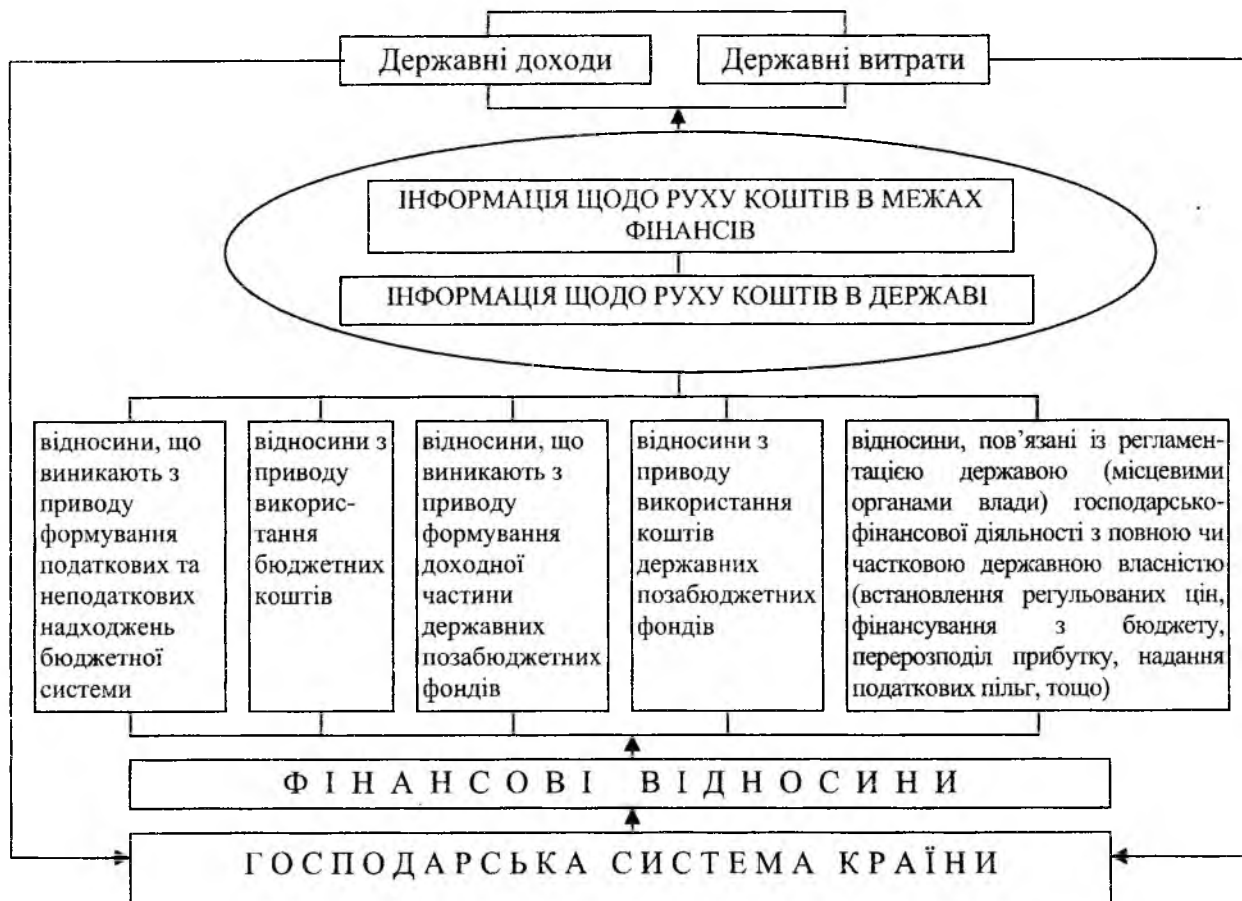 Державні доходи
Державні витрати
ІНФОРМАЦІЯ ЩОДО РУХУ КОШТІВ В МЕЖАХ
ФІНАНСІВ
ІНФОРМАЦІЯ ЩОДО РУХУ КОШТІВ В ДЕРЖАВІ
відносини, що
виникають з
приводу
формування
податкових та
неподаткових
надходжень
бюджетної
системи
відносини з
приводу
викорис-
тання
бюджетних
коштів
відносини, що
виникають з
приводу
формування
доходної
частини
державних
позабюджетних
фондів
відносини з
приводу
використання
коштів
державних
позабюджетних
фондів
відносини, пов’язані із регламен-
тацією державою (місцевими
органами влади) господарсько-
фінансової діяльності з повною чи
частковою державною власністю
(встановлення регульованих цін,
фінансування з бюджету,
перерозподіл прибутку, надання
податкових пільг, тощо)
ФІНАНСОВІ ВІДНОСИНИ
ГОСПОДАРСЬКА СИСТЕМА КРАЇНИ